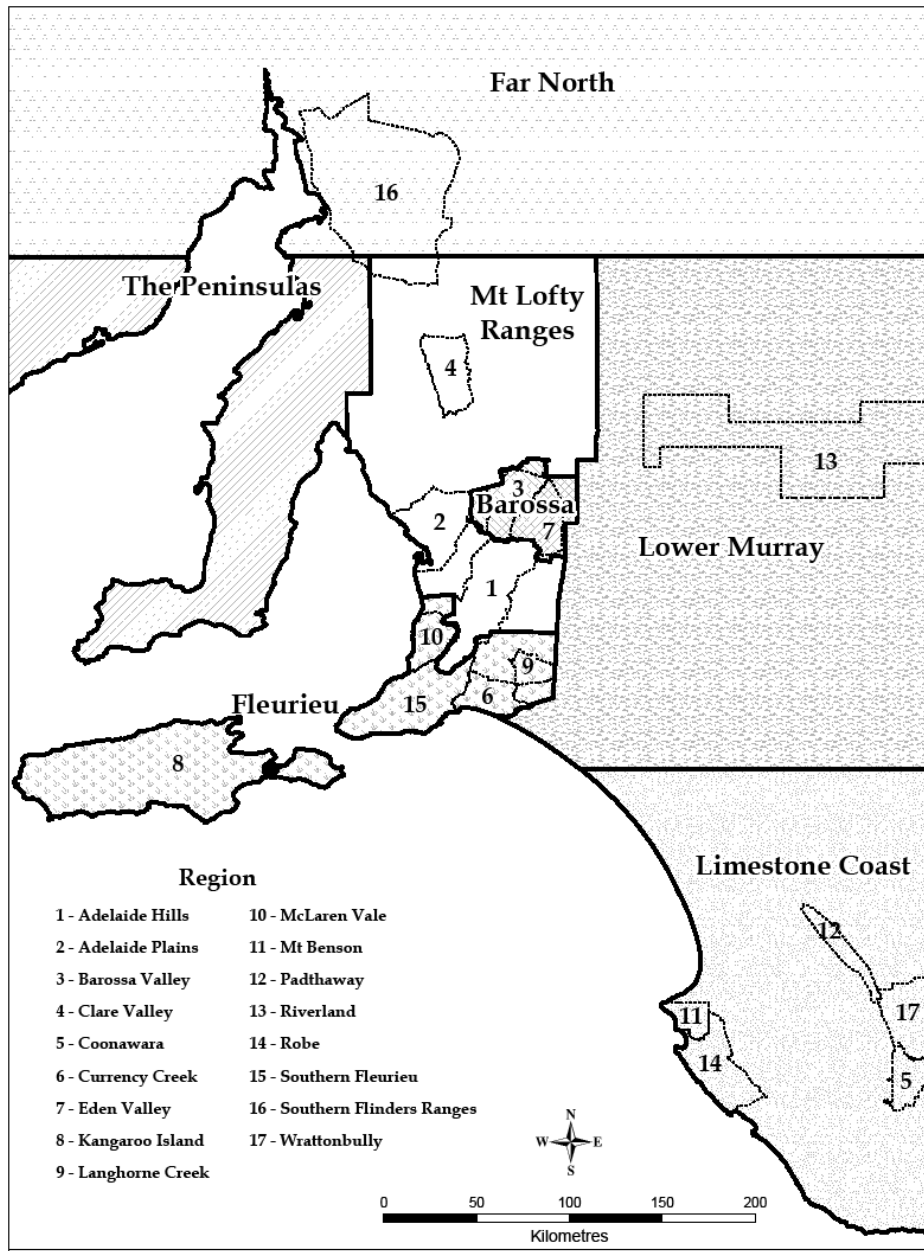 Far North
16
The Peninsulas
Mt Lofty
Ranges
4
13
3
Barossa
2
7
Lower Murray
1
10
9
15
6
Fleurieu
8
Limestone Coast
12
17
11
14
5
Region
1 - Adelaide Hills
2 - Adelaide Plains
3 - Barossa Valley
4 - Clare Valley
5 - Coonawara
6 - Currency Creek
7 - Eden Valley
8 - Kangaroo Island
9 - Langhorne Creek
10 - McLaren Vale
11 - Mt Benson
12 - Padthaway
13 - Riverland
14 - Robe
15 - Southern Fleurieu
16 - Southern Flinders Ranges
17 - Wrattonbully
N
W E
S
0 50 100 150 200
Kilometres